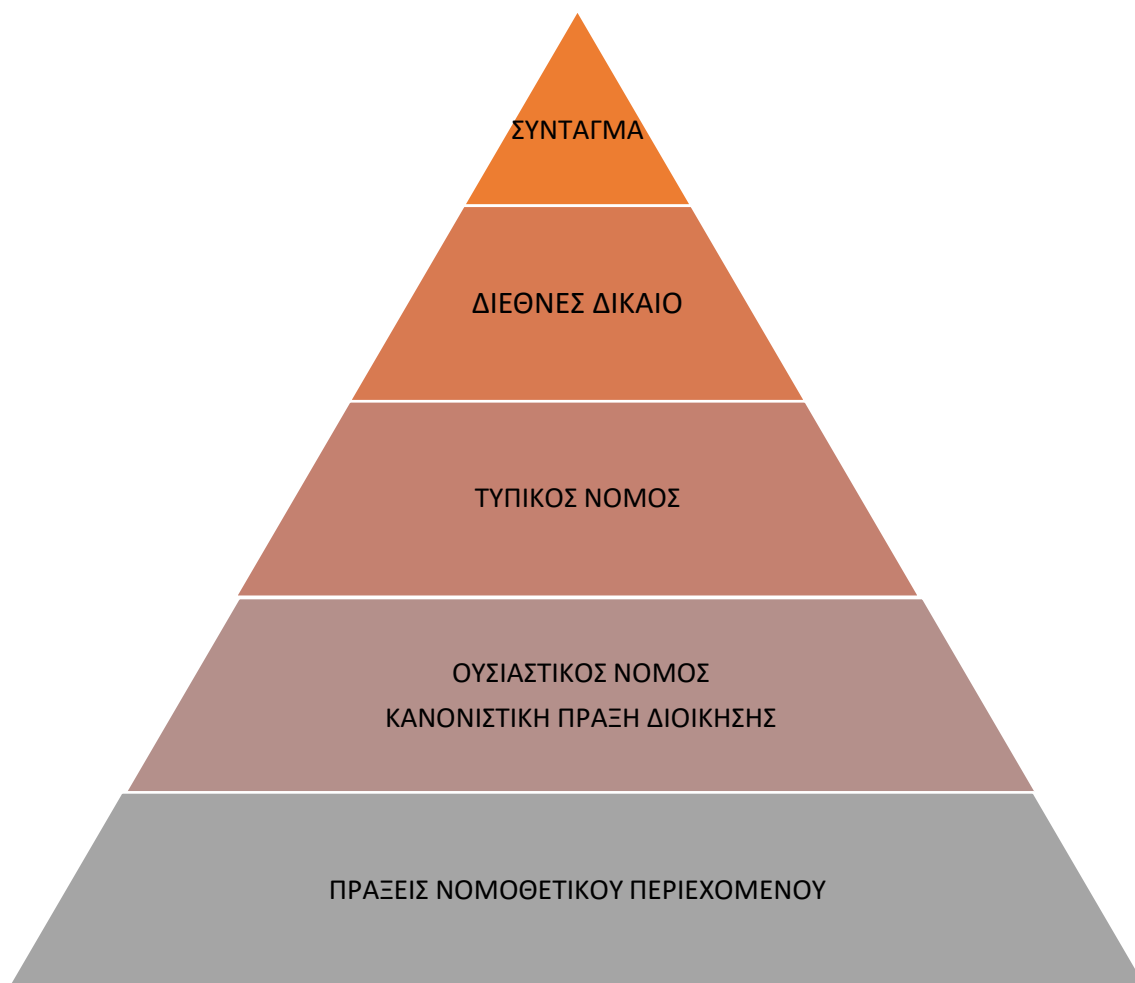 ΣΥΝΤΑΓΜΑ
ΔΙΕΘΝΕΣ ΔΙΚΑΙΟ
ΤΥΠΙΚΟΣ ΝΟΜΟΣ
ΟΥΣΙΑΣΤΙΚΟΣ ΝΟΜΟΣ
ΚΑΝΟΝΙΣΤΙΚΗ ΠΡΑΞΗ ΔΙΟΙΚΗΣΗΣ
ΠΡΑΞΕΙΣ ΝΟΜΟΘΕΤΙΚΟΥ ΠΕΡΙΕΧΟΜΕΝΟΥ